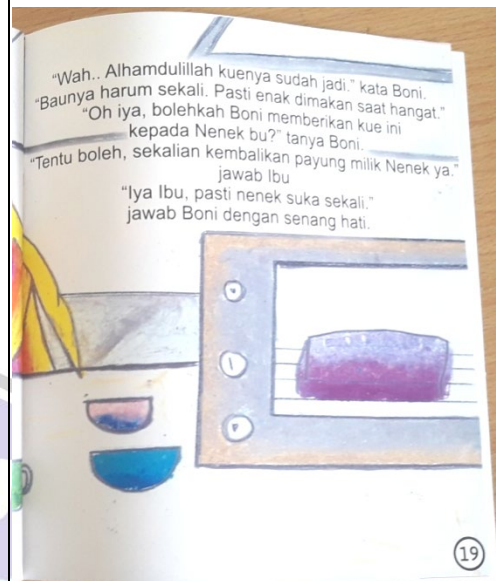 “Wah.. Alhamdulillah kuenya sudah jadi.” kata Boni.
“Baunya harum sekali. Pasti enak dimakan saat hangat.”
“Oh iya, bolehkah Boni memberikan kue ini
kepada Nenek bu?” tanya Boni.
“Tentu boleh, sekalian kembalikan payung milik Nenek ya.”
jawab Ibu
“Iya Ibu, pasti nenek suka sekali.”
jawab Boni dengan senang hati.
19